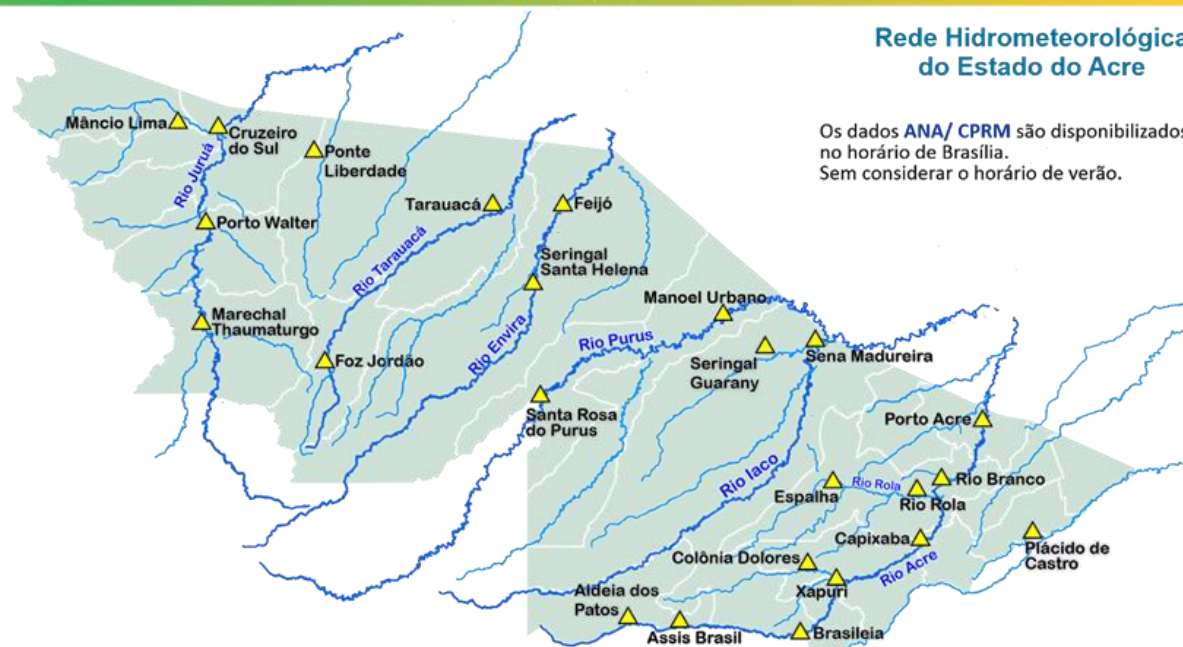 Rede Hidrometeorológica
do Estado do Acre
Os dados ANA/ CPRM são disponibilizados
no horário de Brasília.
Sem considerar o horário de verão.
Mâncio Lima
Cruzeiro
do Sul
Ponte
Liberdade
Rio Juruá
Porto Walter
Tarauacá
Feijó
Rio Tarauacá
Seringal
Santa Helena
Marechal
Thaumaturgo
Foz Jordão
Rio Envira
Manoel Urbano
Rio Purus
Seringal
Guarany
Sena Madureira
Santa Rosa
do Purus
Porto Acre
Rio Iaco
Espalha
Rio Rola
Rio Rola
Rio Branco
Capixaba
Plácido de
Castro
Colônia Dolores
Rio Acre
Xapuri
Aldeia dos
Patos
Assis Brasil
Brasileia